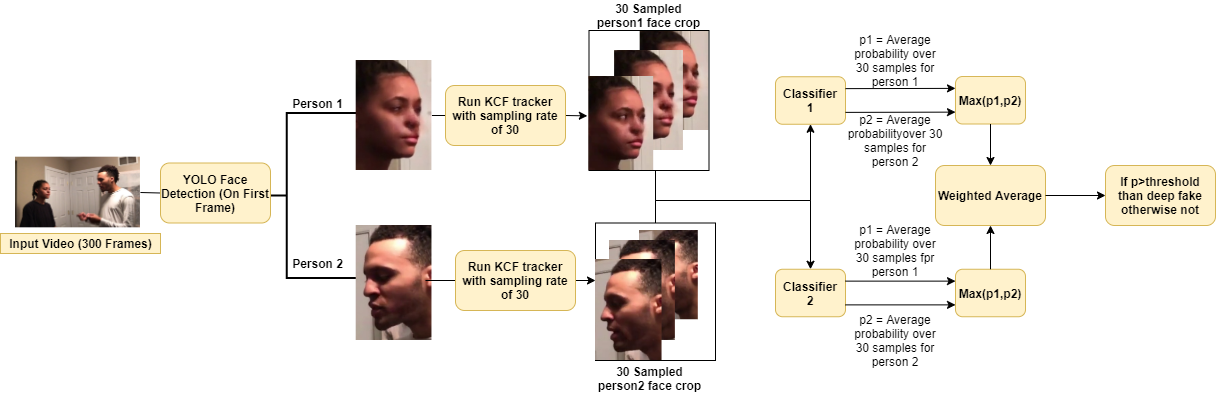 Input Video (300 Frames)
YOLO Face
Detection (On First
Frame)
Person 1
Run KCF tracker
with sampling rate
of 30
30 Sampled
person1 face crop
Person 2
Run KCF tracker
with sampling rate
of 30
30 Sampled
person2 face crop
Classifier
1
p1 = Average
probability over
30 samples for
person 1
p2 = Average
probabilityover 30
samples for
person 2
Max(p1,p2)
Classifier
2
p1 = Average
probability over
30 samples fpr
person 1
p2 = Average
probability over
30 samples for
person 2
Max(p1,p2)
Weighted Average
If p>threshold
than deep fake
otherwise not